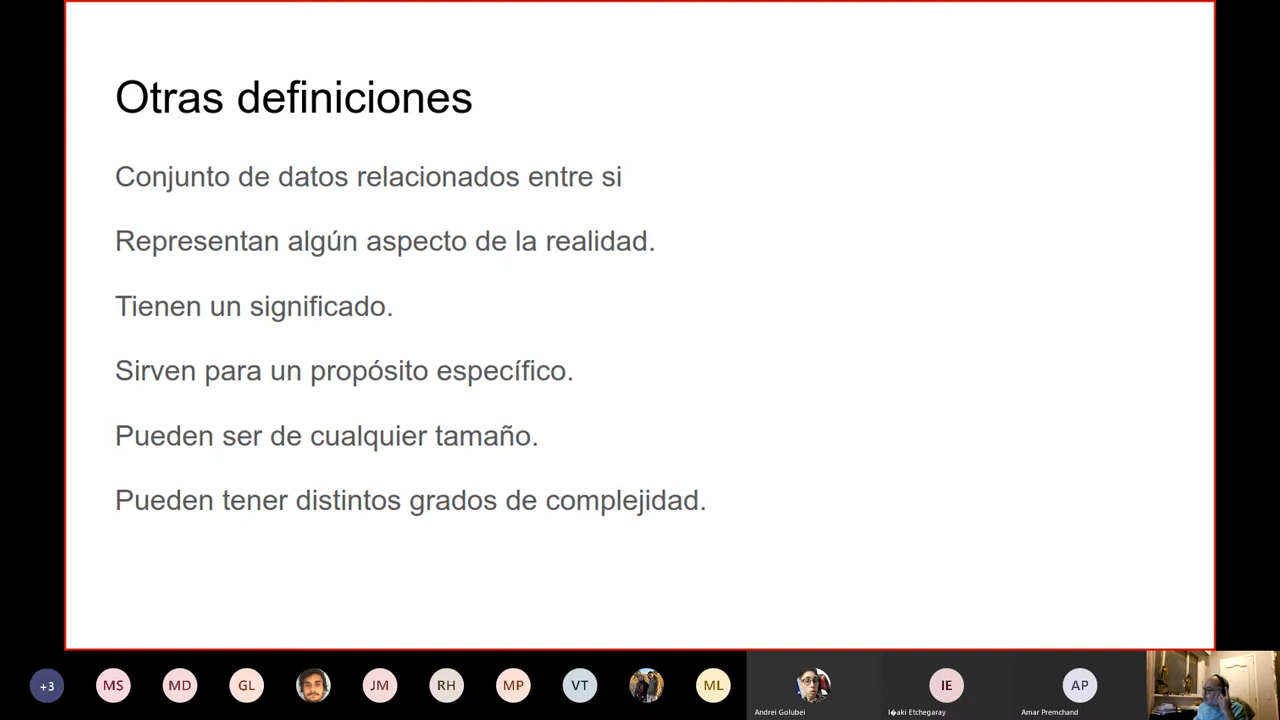 Otras definiciones
Conjunto de datos relacionados entre si
Representan algún aspecto de la realidad.
Tienen un significado.
Sirven para un propósito específico.
Pueden ser de cualquier tamaño.
Pueden tener distintos grados de complejidad.
+3 MS MD GL JM RH MP VT ML IE AP
Andrei Golubei I�aki Etchegaray Amar Premchand